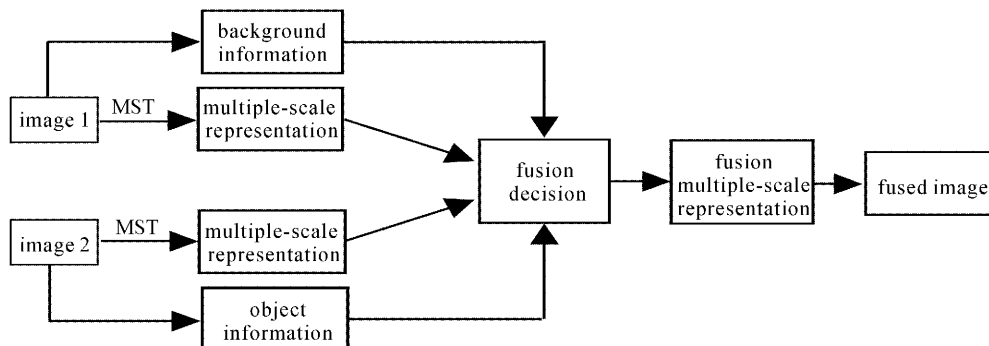 background
information
image 1
MST
multiple-scale
representation
fusion
decision
fusion
multiple-scale
representation
fused image
image 2
MST
multiple-scale
representation
object
information